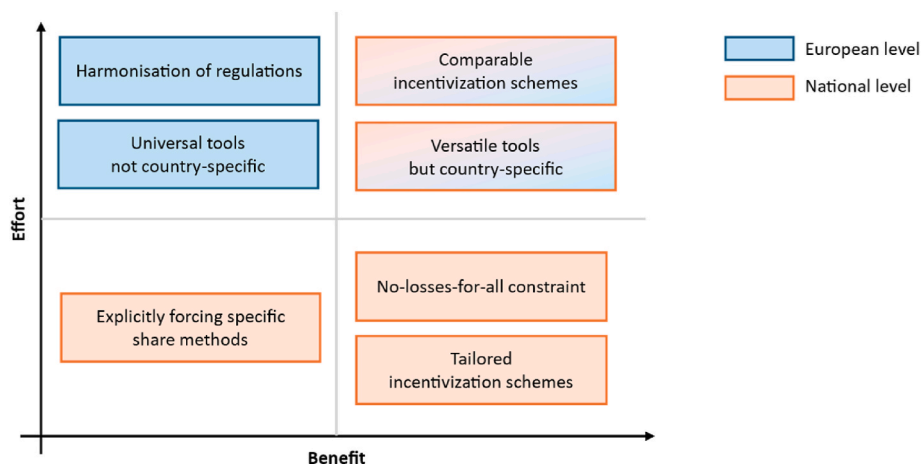 Harmonisation of regulations
Comparable
incentivization schemes
European level
National level
Universal tools
not country-specific
Versatile tools
but country-specific
Effort
No-losses-for-all constraint
Explicitly forcing specific
share methods
Tailored
incentivization schemes
Benefit